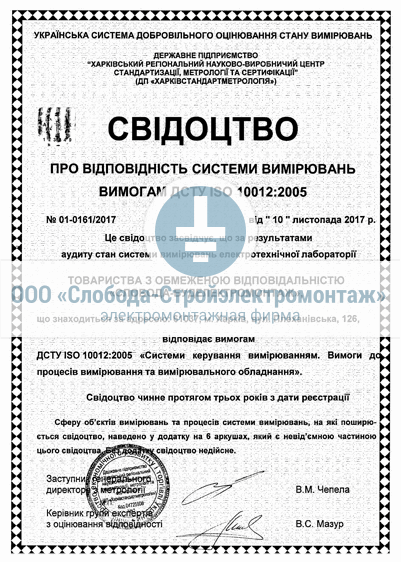 УКРАЇНСЬКА СИСТЕМА ДОБРОВІЛЬНОГО ОЦІНЮВАННЯ СТАНУ ВИМІРЮВАНЬ
ДЕРЖАВНЕ ПІДПРИЄМСТВО
"ХАРКІВСЬКИЙ РЕГІОНАЛЬНИЙ НАУКОВО-ВИРОБНИЧИЙ ЦЕНТР
СТАНДАРТИЗАЦІЇ, МЕТРОЛОГІЇ ТА СЕРТИФІКАЦІЇ"
(ДП «ХАРКІВСТАНДАРТМЕТРОЛОГІЯ»)
СВІДОЦТВО
ПРО ВІДПОВІДНІСТЬ СИСТЕМИ ВИМІРЮВАНЬ
ВИМОГАМ ДСТУ ISO 10012:2005
№ 01-0161/2017 від " 10 " листопада 2017 р.
Це свідоцтво засвідчує, що за результатами
аудиту стан системи вимірювань електротехнічної лабораторії
ТОВАРИСТВА З ОБМЕЖЕНОЮ ВІДПОВІДАЛЬНІСТЮ
ООО «Слобода-СтройЭлектромонтаж»
электромонтажная фирма
що знаходиться за адресою: 61037, м. Харків, вул. Плеханівська, 126,
відповідає вимогам
ДСТУ ISO 10012:2005 «Системи керування вимірюванням. Вимоги до
процесів вимірювання та вимірювального обладнання».
Свідоцтво чинне протягом трьох років з дати реєстрації
Сферу об'єктів вимірювань та процесів системи вимірювань, на які поширю-
ється свідоцтво, наведено у додатку на 6 аркушах, який є невід'ємною частиною
цього свідоцтва. Без додатку свідоцтво недійсне.
Заступник генерального
директора з метрології В.М. Чепела
Керівник групи експертів
з оцінювання відповідності В.С. Мазур